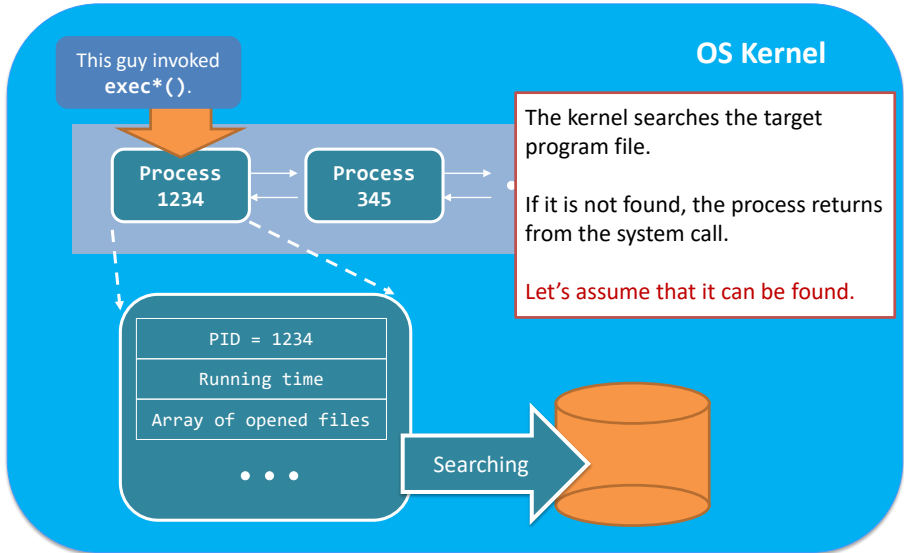 OS Kernel
This guy invoked
exec*().
The kernel searches the target
program file.
If it is not found, the process returns
from the system call.
Let’s assume that it can be found.
Process
1234
Process
345
PID = 1234
Running time
Array of opened files
• • •
Searching